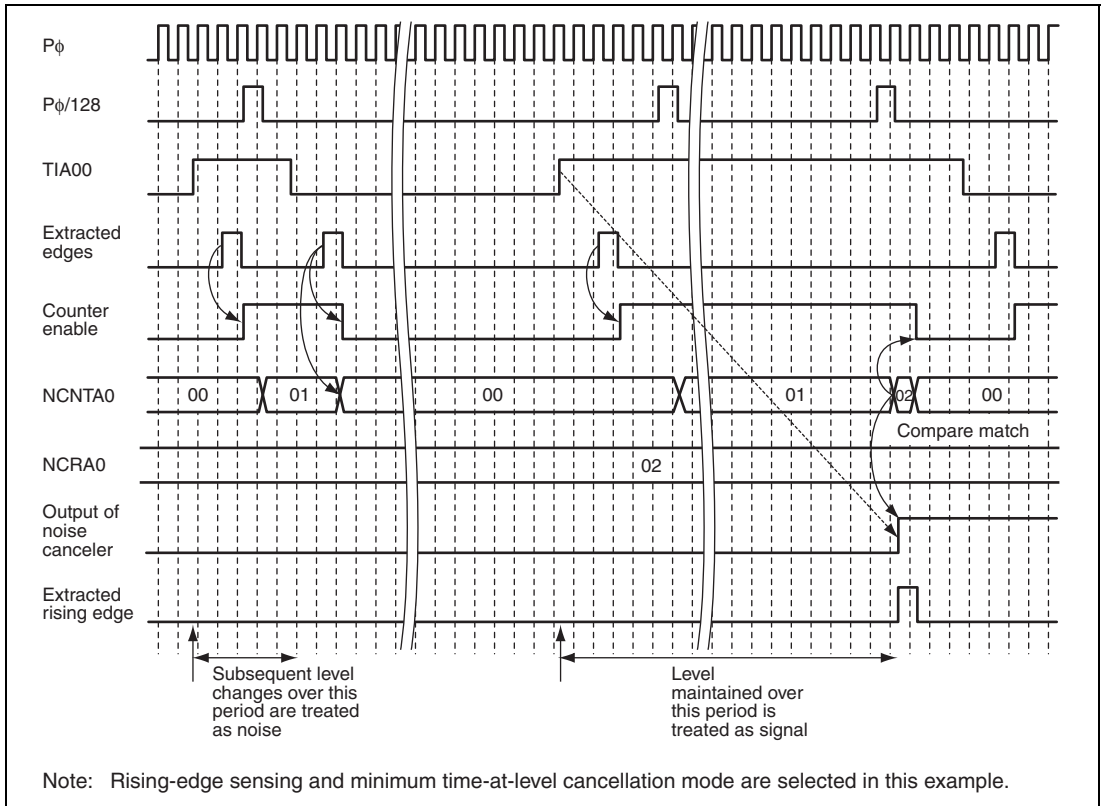 Pϕ
Pϕ/128
TIA00
Extracted
edges
Counter
enable
NCNTA0
00
01
00
01
02
00
Compare match
NCRA0
02
Output of
noise
canceler
Extracted
rising edge
Subsequent level
changes over this
period are treated
as noise
Level
maintained over
this period is
treated as signal
Note: Rising-edge sensing and minimum time-at-level cancellation mode are selected in this example.